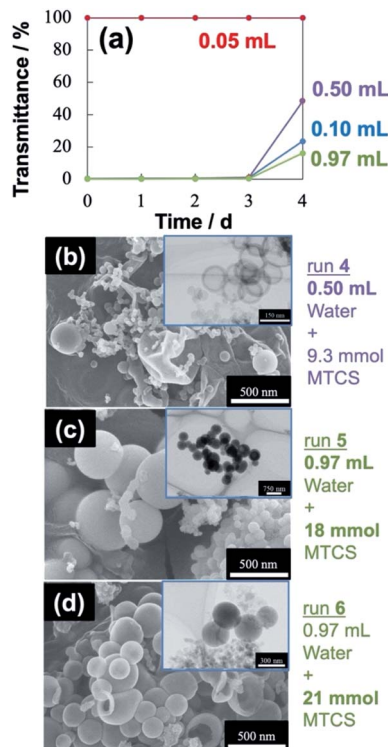 (a)
Transmittance / %
100
80
60
40
20
0
0.05 mL
0.50 mL
0.10 mL
0.97 mL
0 1 2 3 4
Time / d
(b)
150 nm
500 nm
run 4
0.50 mL
Water
+
9.3 mmol
MTCS
(c)
750 nm
500 nm
run 5
0.97 mL
Water
+
18 mmol
MTCS
(d)
300 nm
500 nm
run 6
0.97 mL
Water
+
21 mmol
MTCS